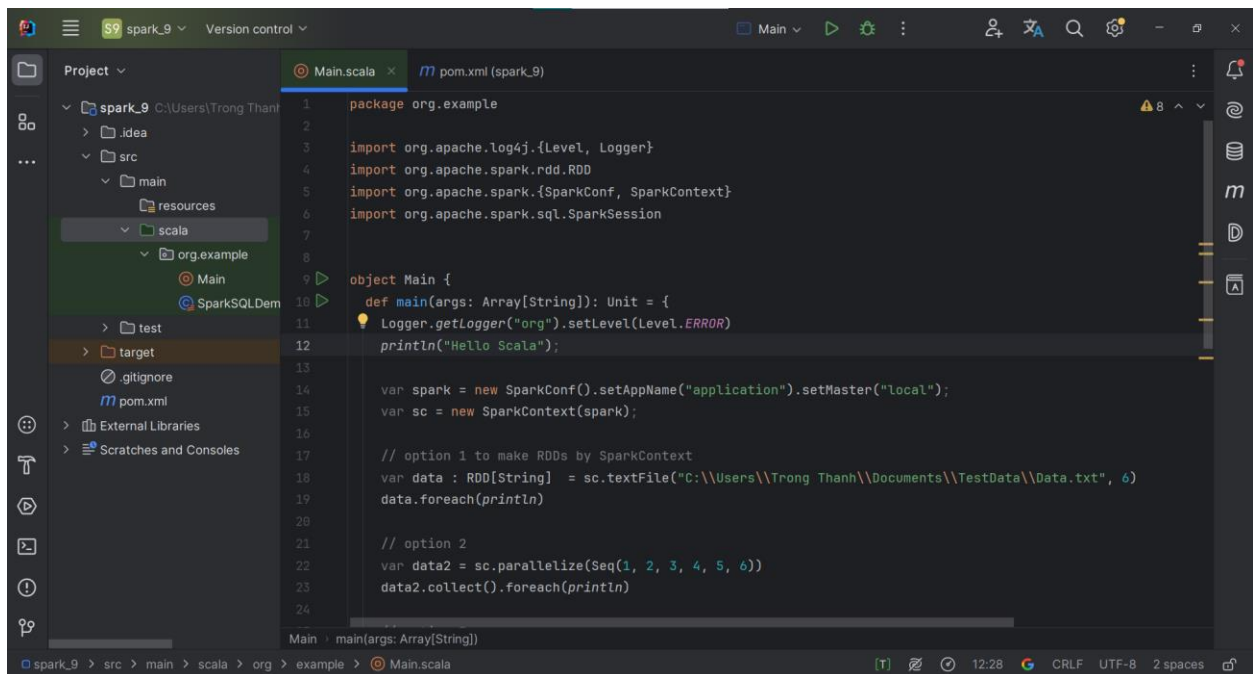 S9 spark_9 Version control Main
Project
Main.scala
m pom.xml (spark_9)
spark_9 C:\Users\Trong Thanh
.idea
src
main
resources
scala
org.example
Main
SparkSQLDem
test
target
.gitignore
m pom.xml
External Libraries
Scratches and Consoles
8
1 package org.example
2
3 import org.apache.log4j.{Level, Logger}
4 import org.apache.spark.rdd.RDD
5 import org.apache.spark.{SparkConf, SparkContext}
6 import org.apache.spark.sql.SparkSession
7
8
9 object Main {
10 def main(args: Array[String]): Unit = {
11 Logger.getLogger("org").setLevel(Level.ERROR)
12 println("Hello Scala");
13
14 var spark = new SparkConf().setAppName("application").setMaster("local");
15 var sc = new SparkContext(spark);
16
17 // option 1 to make RDDs by SparkContext
18 var data : RDD[String] = sc.textFile("C:\\Users\\Trong Thanh\\Documents\\TestData\\Data.txt", 6)
19 data.foreach(println)
20
21 // option 2
22 var data2 = sc.parallelize(Seq(1, 2, 3, 4, 5, 6))
23 data2.collect().foreach(println)
24
Main > main(args: Array[String])
spark_9 > src > main > scala > org > example > Main.scala
[T] 12:28 G CRLF UTF-8 2 spaces